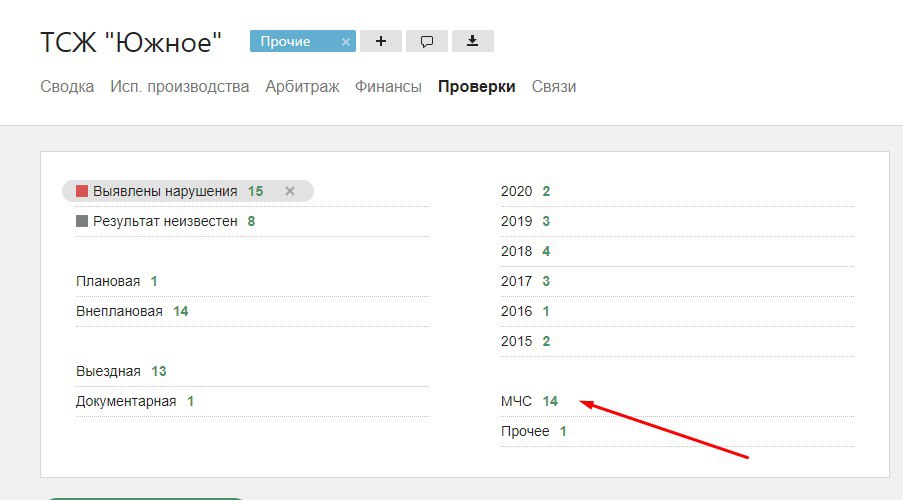 ТСЖ "Южное" Прочие
Сводка Исп. производства Арбитраж Финансы Проверки Связи
Выявлены нарушения 15
Результат неизвестен 8
Плановая 1
Внеплановая 14
Выездная 13
Документарная 1
2020 2
2019 3
2018 4
2017 3
2016 1
2015 2
МЧС 14
Прочее 1